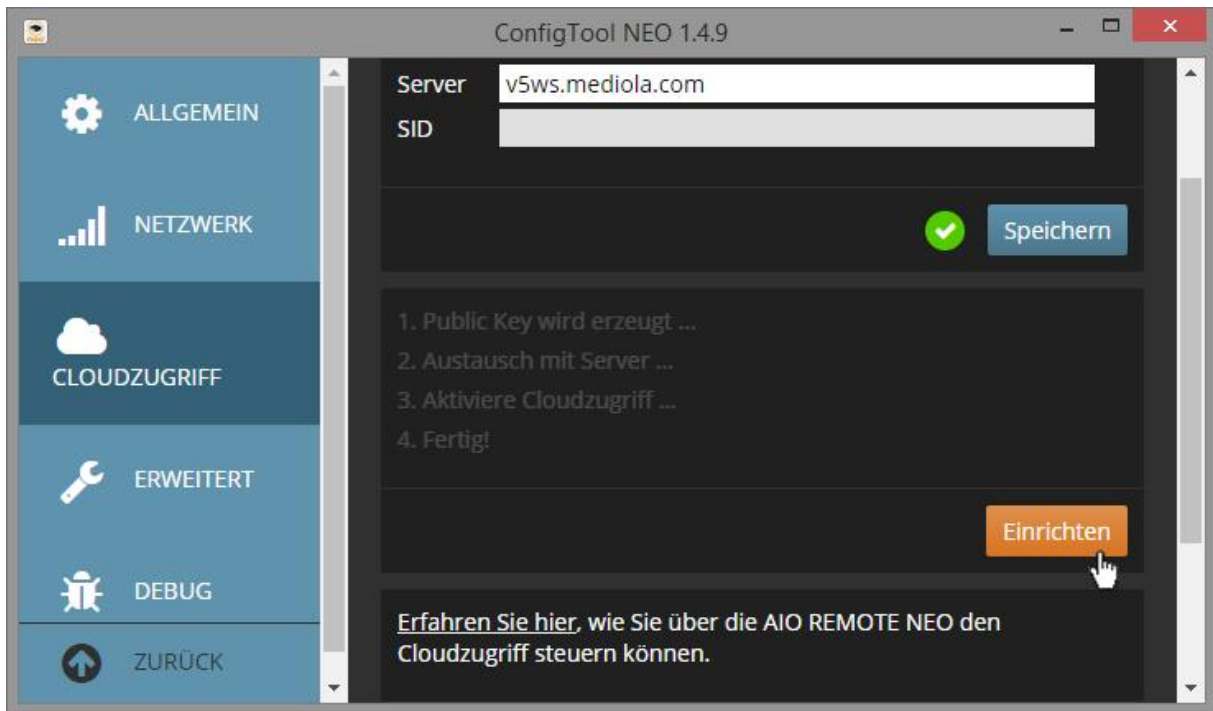 ConfigTool NEO 1.4.9
ALLGEMEIN
NETZWERK
CLOUDZUGRIFF
ERWEITERT
DEBUG
ZURÜCK
Server v5ws.mediola.com
SID
Speichern
1. Public Key wird erzeugt ...
2. Austausch mit Server ...
3. Aktiviere Cloudzugriff ...
4. Fertig!
Einrichten
Erfahren Sie hier, wie Sie über die AIO REMOTE NEO den
Cloudzugriff steuern können.